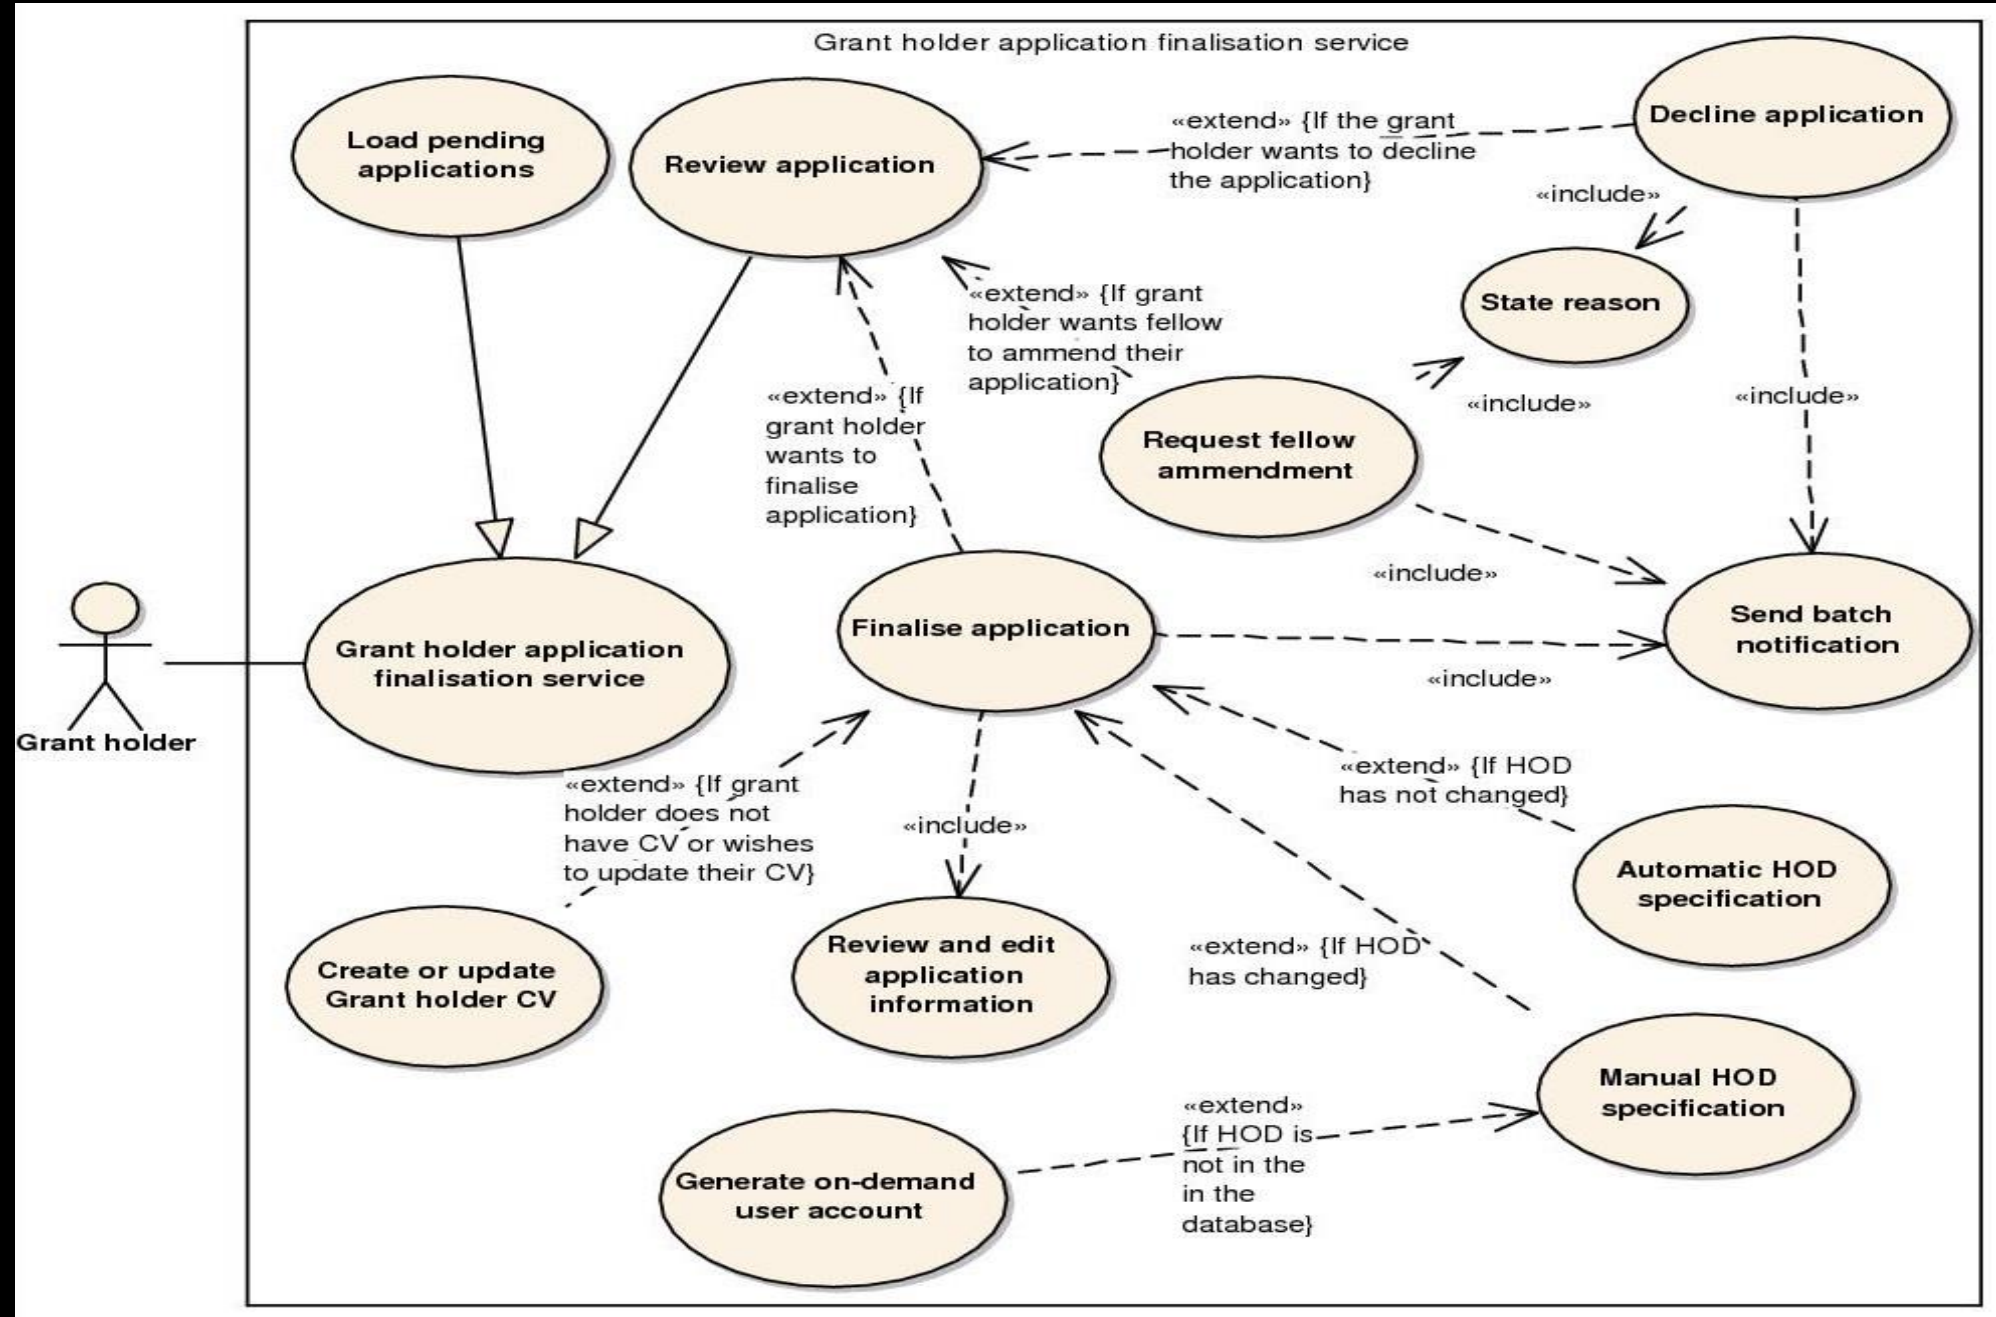 Grant holder application finalisation service
Load pending
applications
Review application
«extend» {If the grant
holder wants to decline
the application}
Decline application
«include»
State reason
«extend» {If grant
holder wants fellow
to ammend their
application}
«include»
«include»
«extend» {If
grant holder
wants to
finalise
application}
Request fellow
ammendment
«include»
Grant holder
Grant holder application
finalisation service
Finalise application
Send batch
notification
«include»
«extend» {If grant
holder does not
have CV or wishes
to update their CV}
«include»
«extend» {If HOD
has not changed}
Automatic HOD
specification
Create or update
Grant holder CV
Review and edit
application
information
«extend» {If HOD
has changed}
Manual HOD
specification
Generate on-demand
user account
«extend»
{If HOD is
not in the
in the
database}